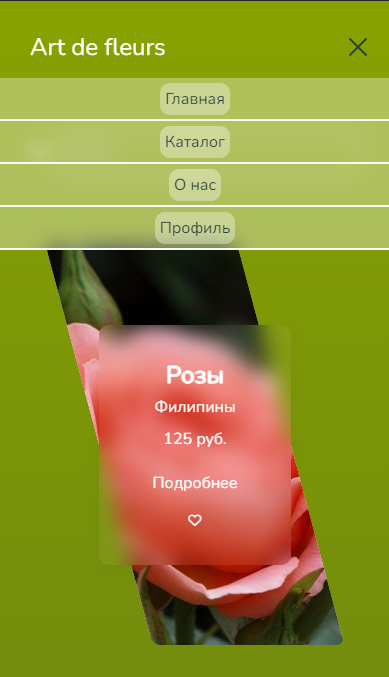 Art de fleurs
Главная
Каталог
О нас
Профиль
Розы
Филипины
125 руб.
Подробнее